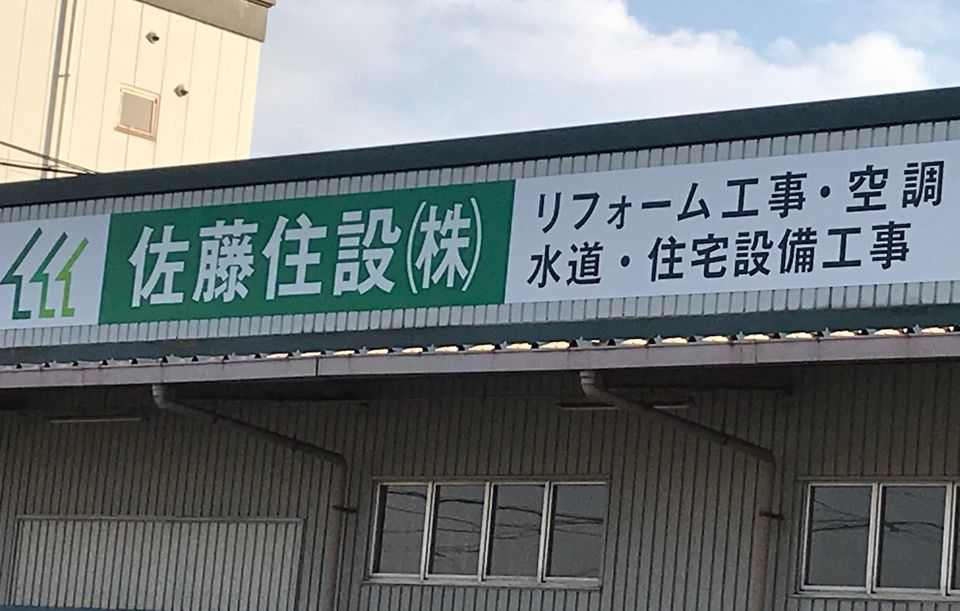 佐藤住設㈱
リフォーム工事・空調
水道・住宅設備工事